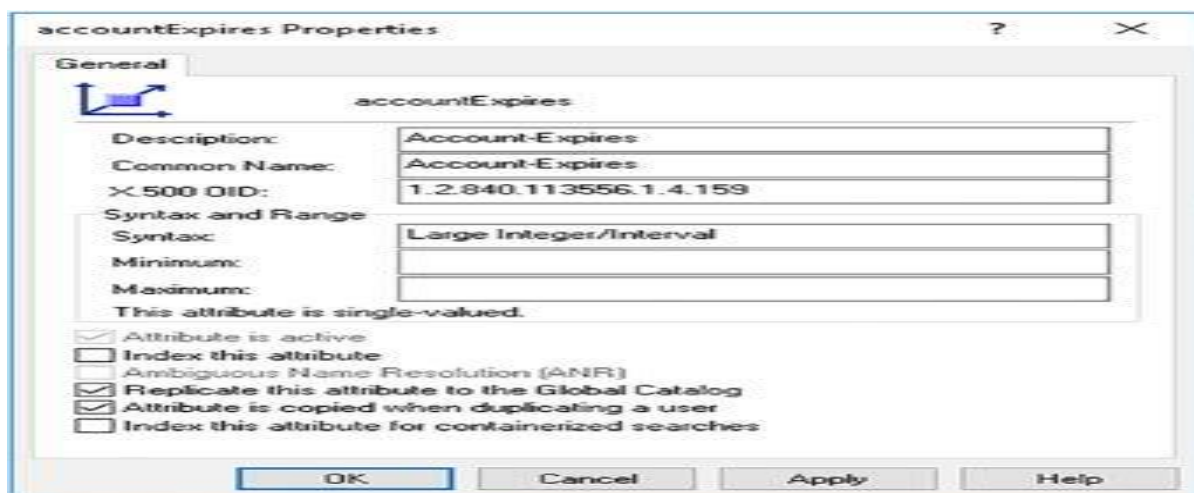 accountExpires Properties ? ×
General
accountExpires
Description: Account-Expires
Common Name: Account-Expires
X.500 OID: 1.2.840.113556.1.4.159
Syntax and Range
Syntax: Large Integer/Interval
Minimum:
Maximum:
This attribute is single-valued.
Attribute is active
Index this attribute
Ambiguous Name Resolution (ANR)
Replicate this attribute to the Global Catalog
Attribute is copied when duplicating a user
Index this attribute for containerized searches
OK Cancel Apply Help